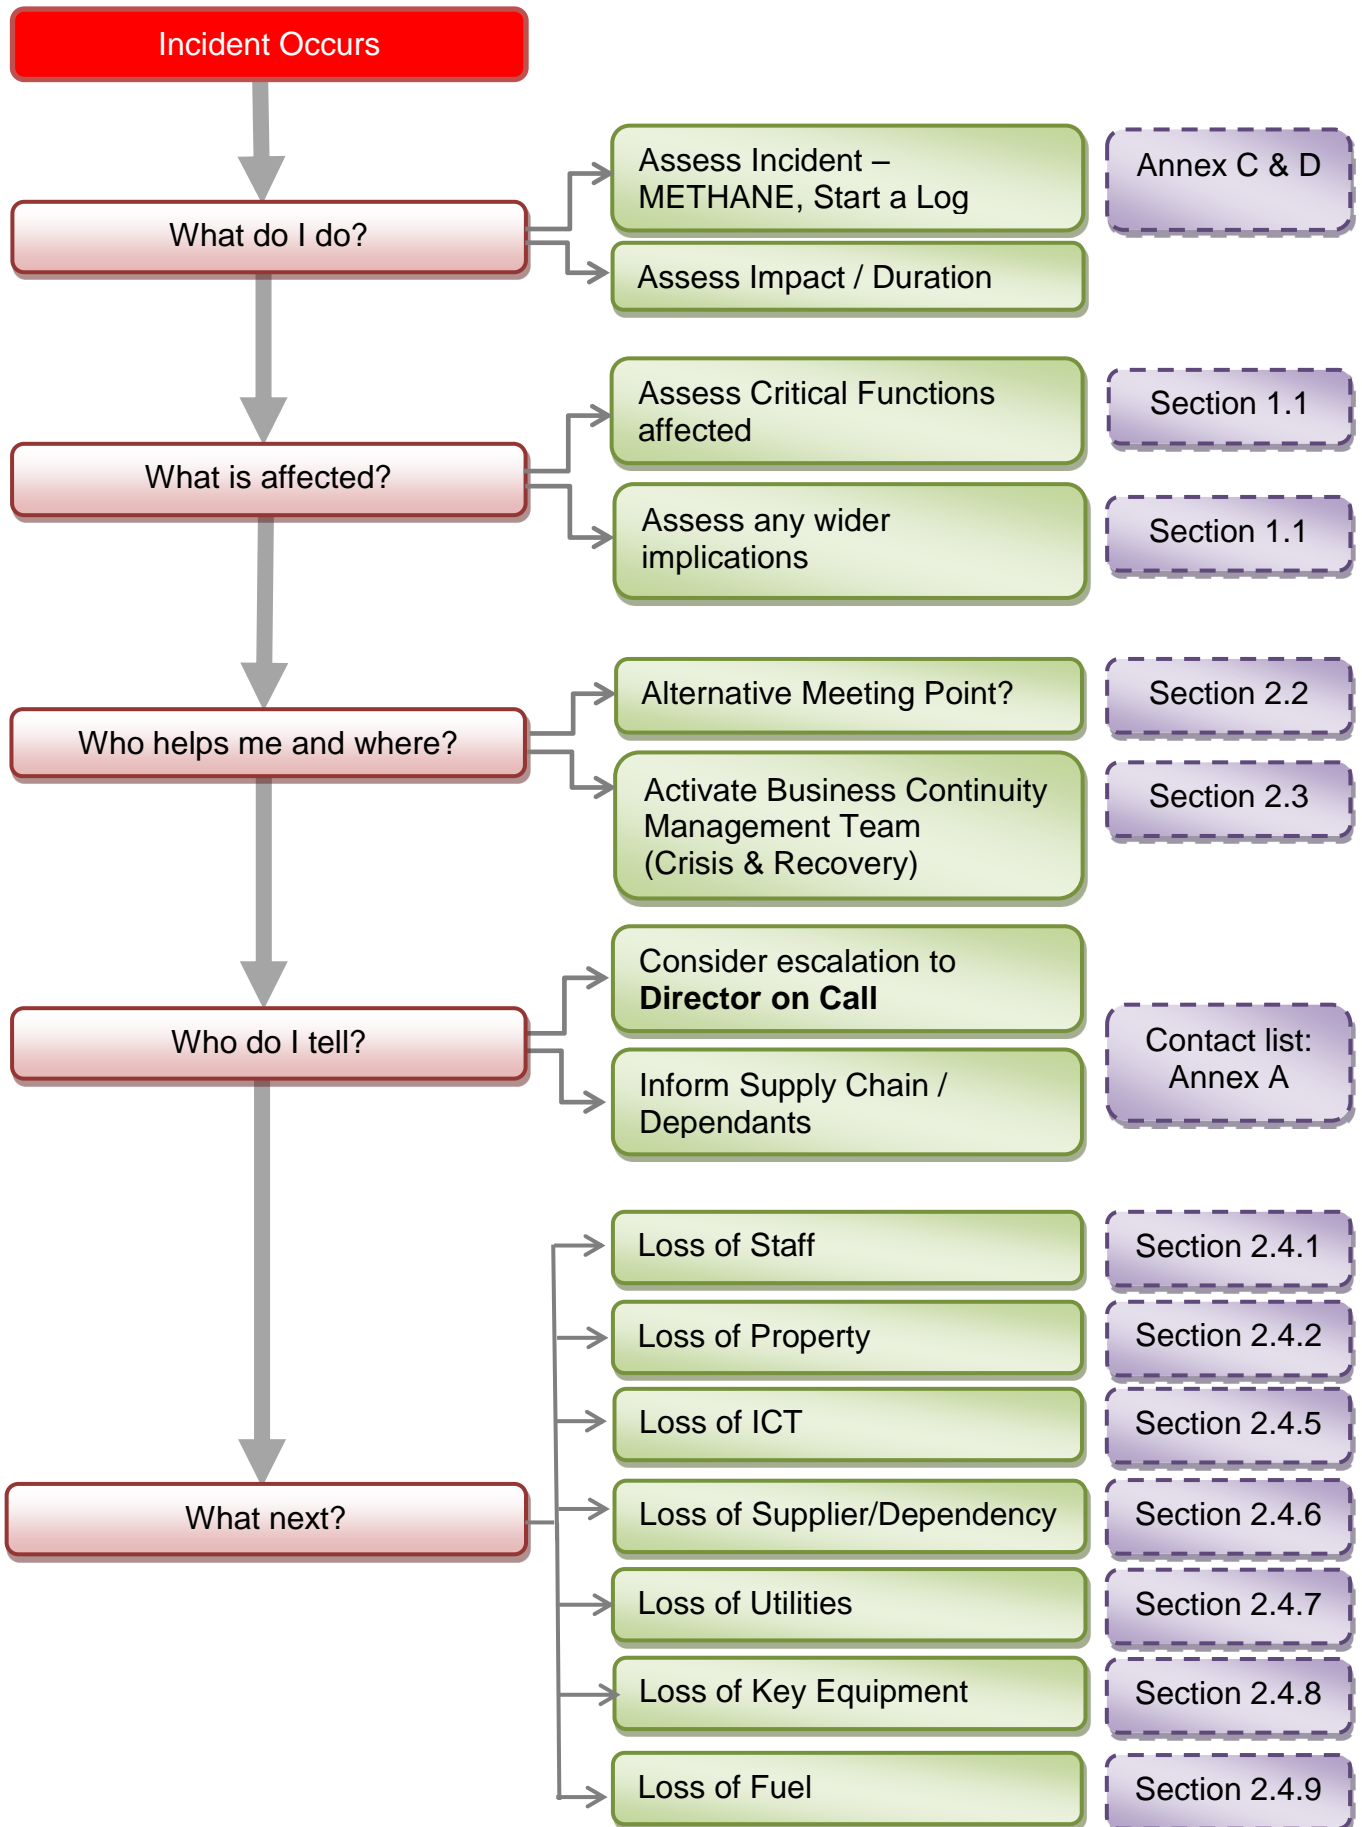 Incident Occurs
What do I do?
Assess Incident –
METHANE, Start a Log
Annex C & D
Assess Impact / Duration
What is affected?
Assess Critical Functions
affected
Section 1.1
Assess any wider
implications
Section 1.1
Who helps me and where?
Alternative Meeting Point?
Section 2.2
Activate Business Continuity
Management Team
(Crisis & Recovery)
Section 2.3
Who do I tell?
Consider escalation to
Director on Call
Inform Supply Chain /
Dependants
Contact list:
Annex A
What next?
Loss of Staff
Section 2.4.1
Loss of Property
Section 2.4.2
Loss of ICT
Section 2.4.5
Loss of Supplier/Dependency
Section 2.4.6
Loss of Utilities
Section 2.4.7
Loss of Key Equipment
Section 2.4.8
Loss of Fuel
Section 2.4.9